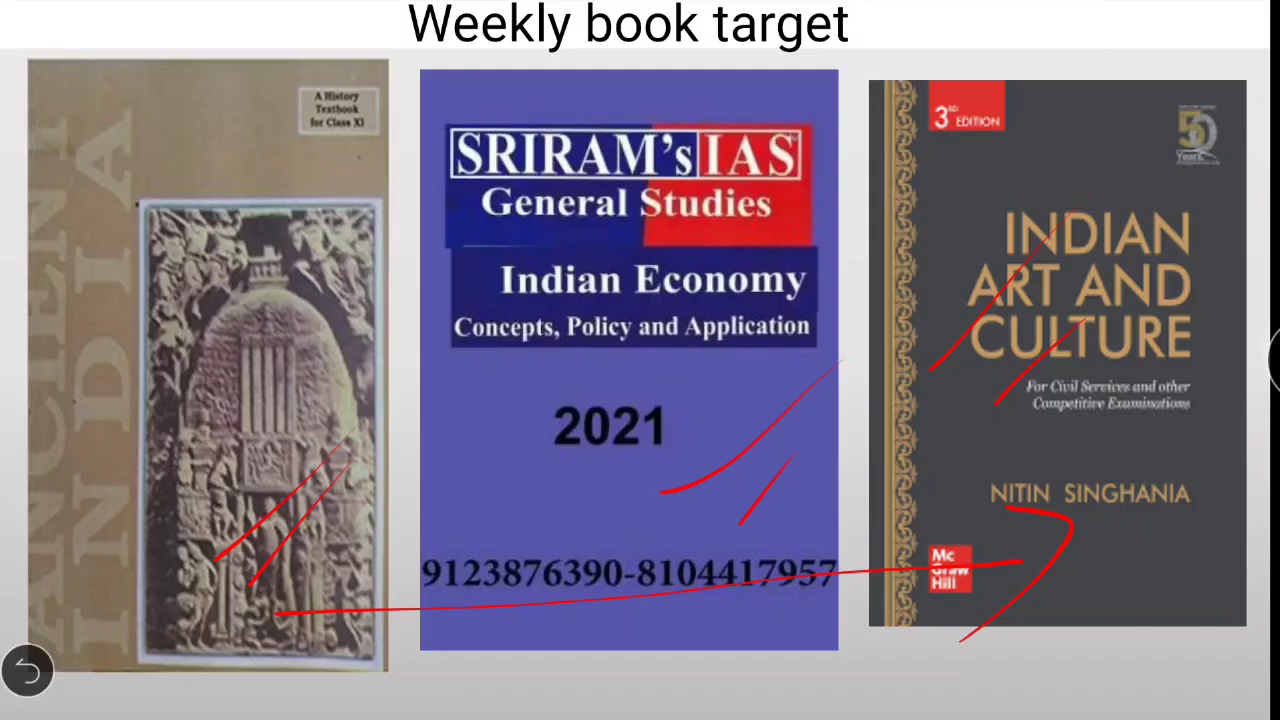 Weekly book target
A History
Textbook
for Class XI
ANCIENT
INDIA
SRIRAM's IAS
General Studies
Indian Economy
Concepts, Policy and Application
2021
9123876390-8104417957
3RD EDITION
50
Years
INDIAN
ART AND
CULTURE
For Civil Services and other
Competitive Examinations
NITIN SINGHANIA
Mc
Graw
Hill